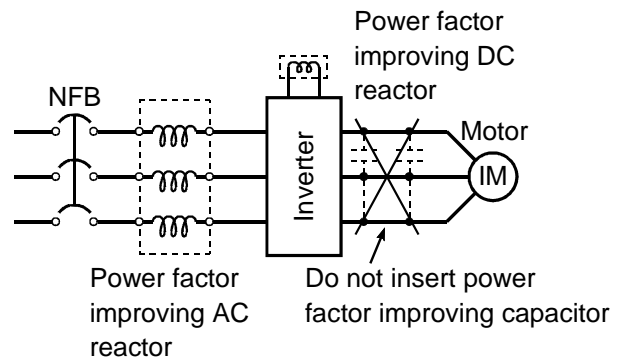 Power factor
improving DC
reactor
NFB
Motor
Inverter
IM
Power factor
improving AC
reactor
Do not insert power
factor improving capacitor